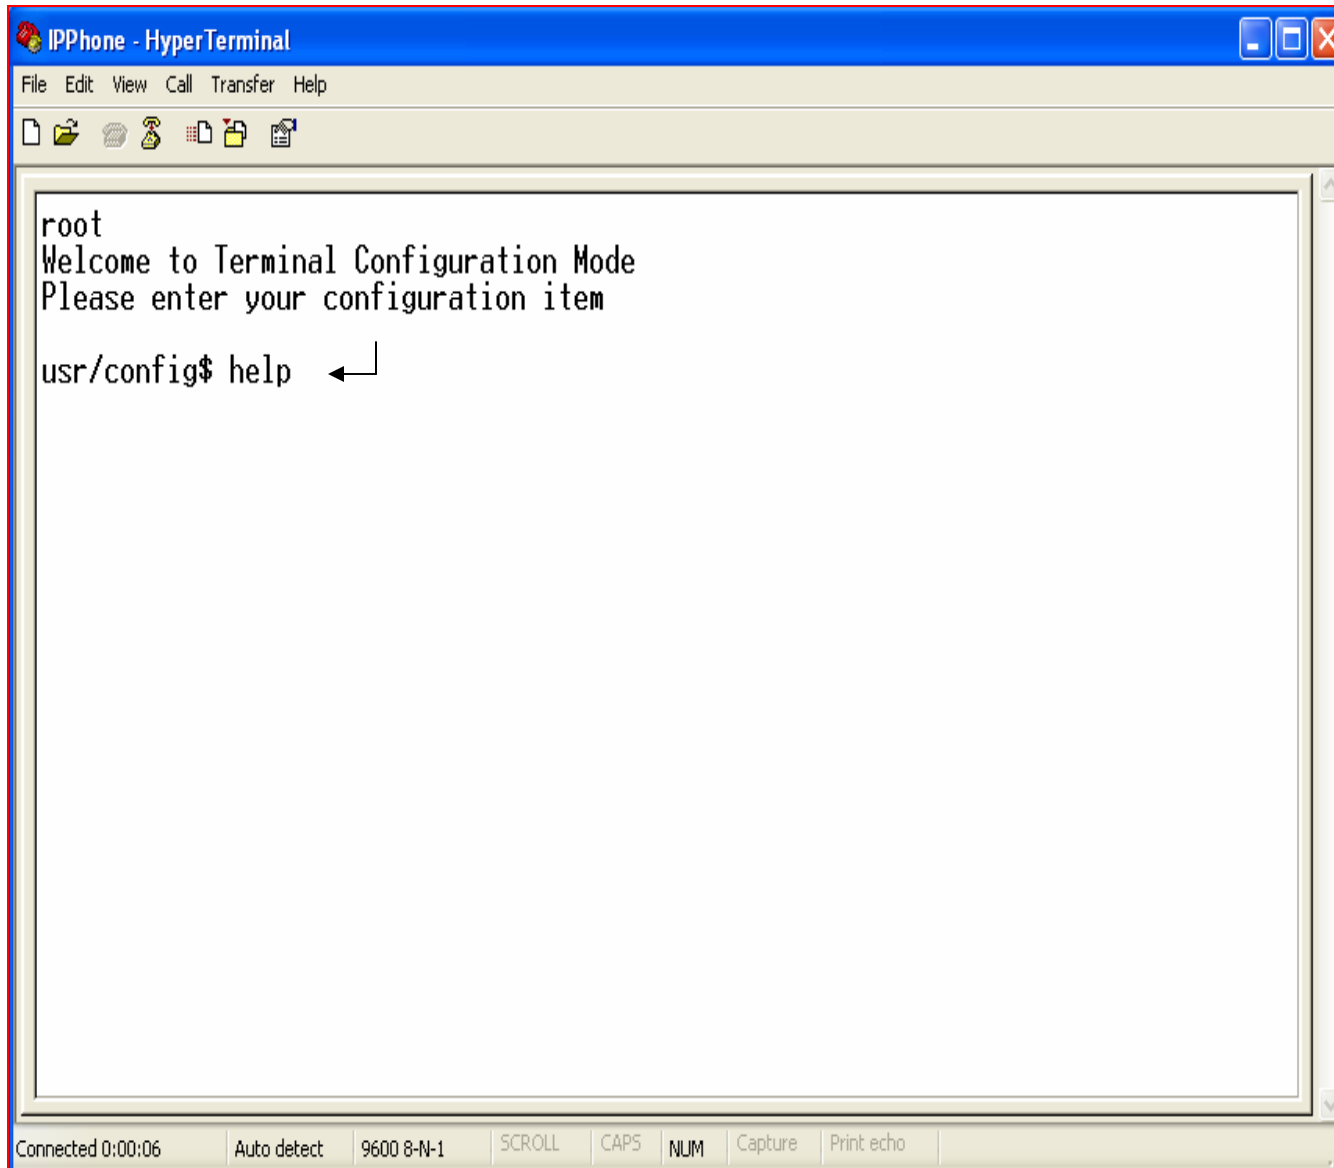 IPPhone - HyperTerminal
File Edit View Call Transfer Help
root
Welcome to Terminal Configuration Mode
Please enter your configuration item
usr/config$ help
Connected 0:00:06 Auto detect 9600 8-N-1 SCROLL CAPS NUM Capture Print echo